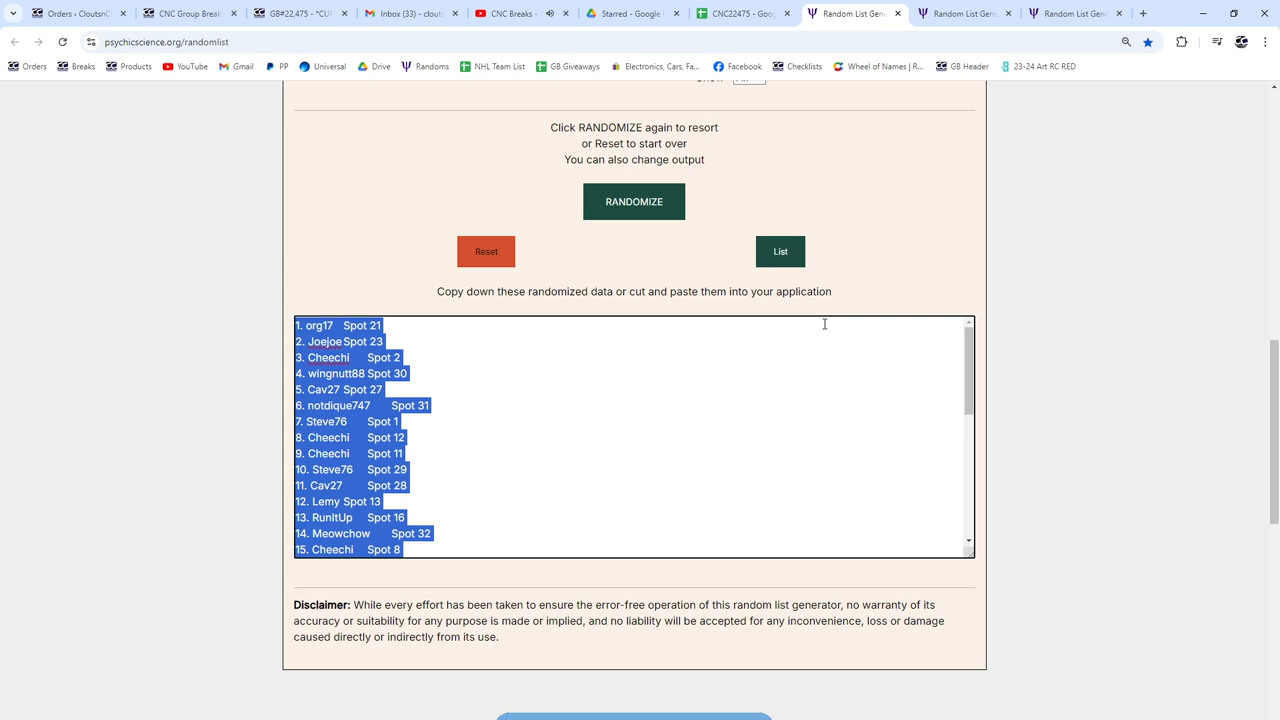 Orders ‹ CloutsnC
CNC Group Break
GB#22,475 - *CUP
Inbox (33) - clouts
CNC Breaks -
Starred - Google
CNC22475 - Goog
Random List Gener
Random List Gene
Random List Gene
psychicscience.org/randomlist
Orders
Breaks
Products
YouTube
Gmail
PP
Universal
Drive
Randoms
NHL Team List
GB Giveaways
Electronics, Cars, Fa...
Facebook
Checklists
Wheel of Names | R...
GB Header
23-24 Art RC RED
Click RANDOMIZE again to resort
or Reset to start over
You can also change output
RANDOMIZE
Reset
List
Copy down these randomized data or cut and paste them into your application
1. org17 Spot 21
2. Joejoe Spot 23
3. Cheechi Spot 2
4. wingnutt88 Spot 30
5. Cav27 Spot 27
6. notdique747 Spot 31
7. Steve76 Spot 1
8. Cheechi Spot 12
9. Cheechi Spot 11
10. Steve76 Spot 29
11. Cav27 Spot 28
12. Lemy Spot 13
13. RunItUp Spot 16
14. Meowchow Spot 32
15. Cheechi Spot 8
Disclaimer: While every effort has been taken to ensure the error-free operation of this random list generator, no warranty of its
accuracy or suitability for any purpose is made or implied, and no liability will be accepted for any inconvenience, loss or damage
caused directly or indirectly from its use.